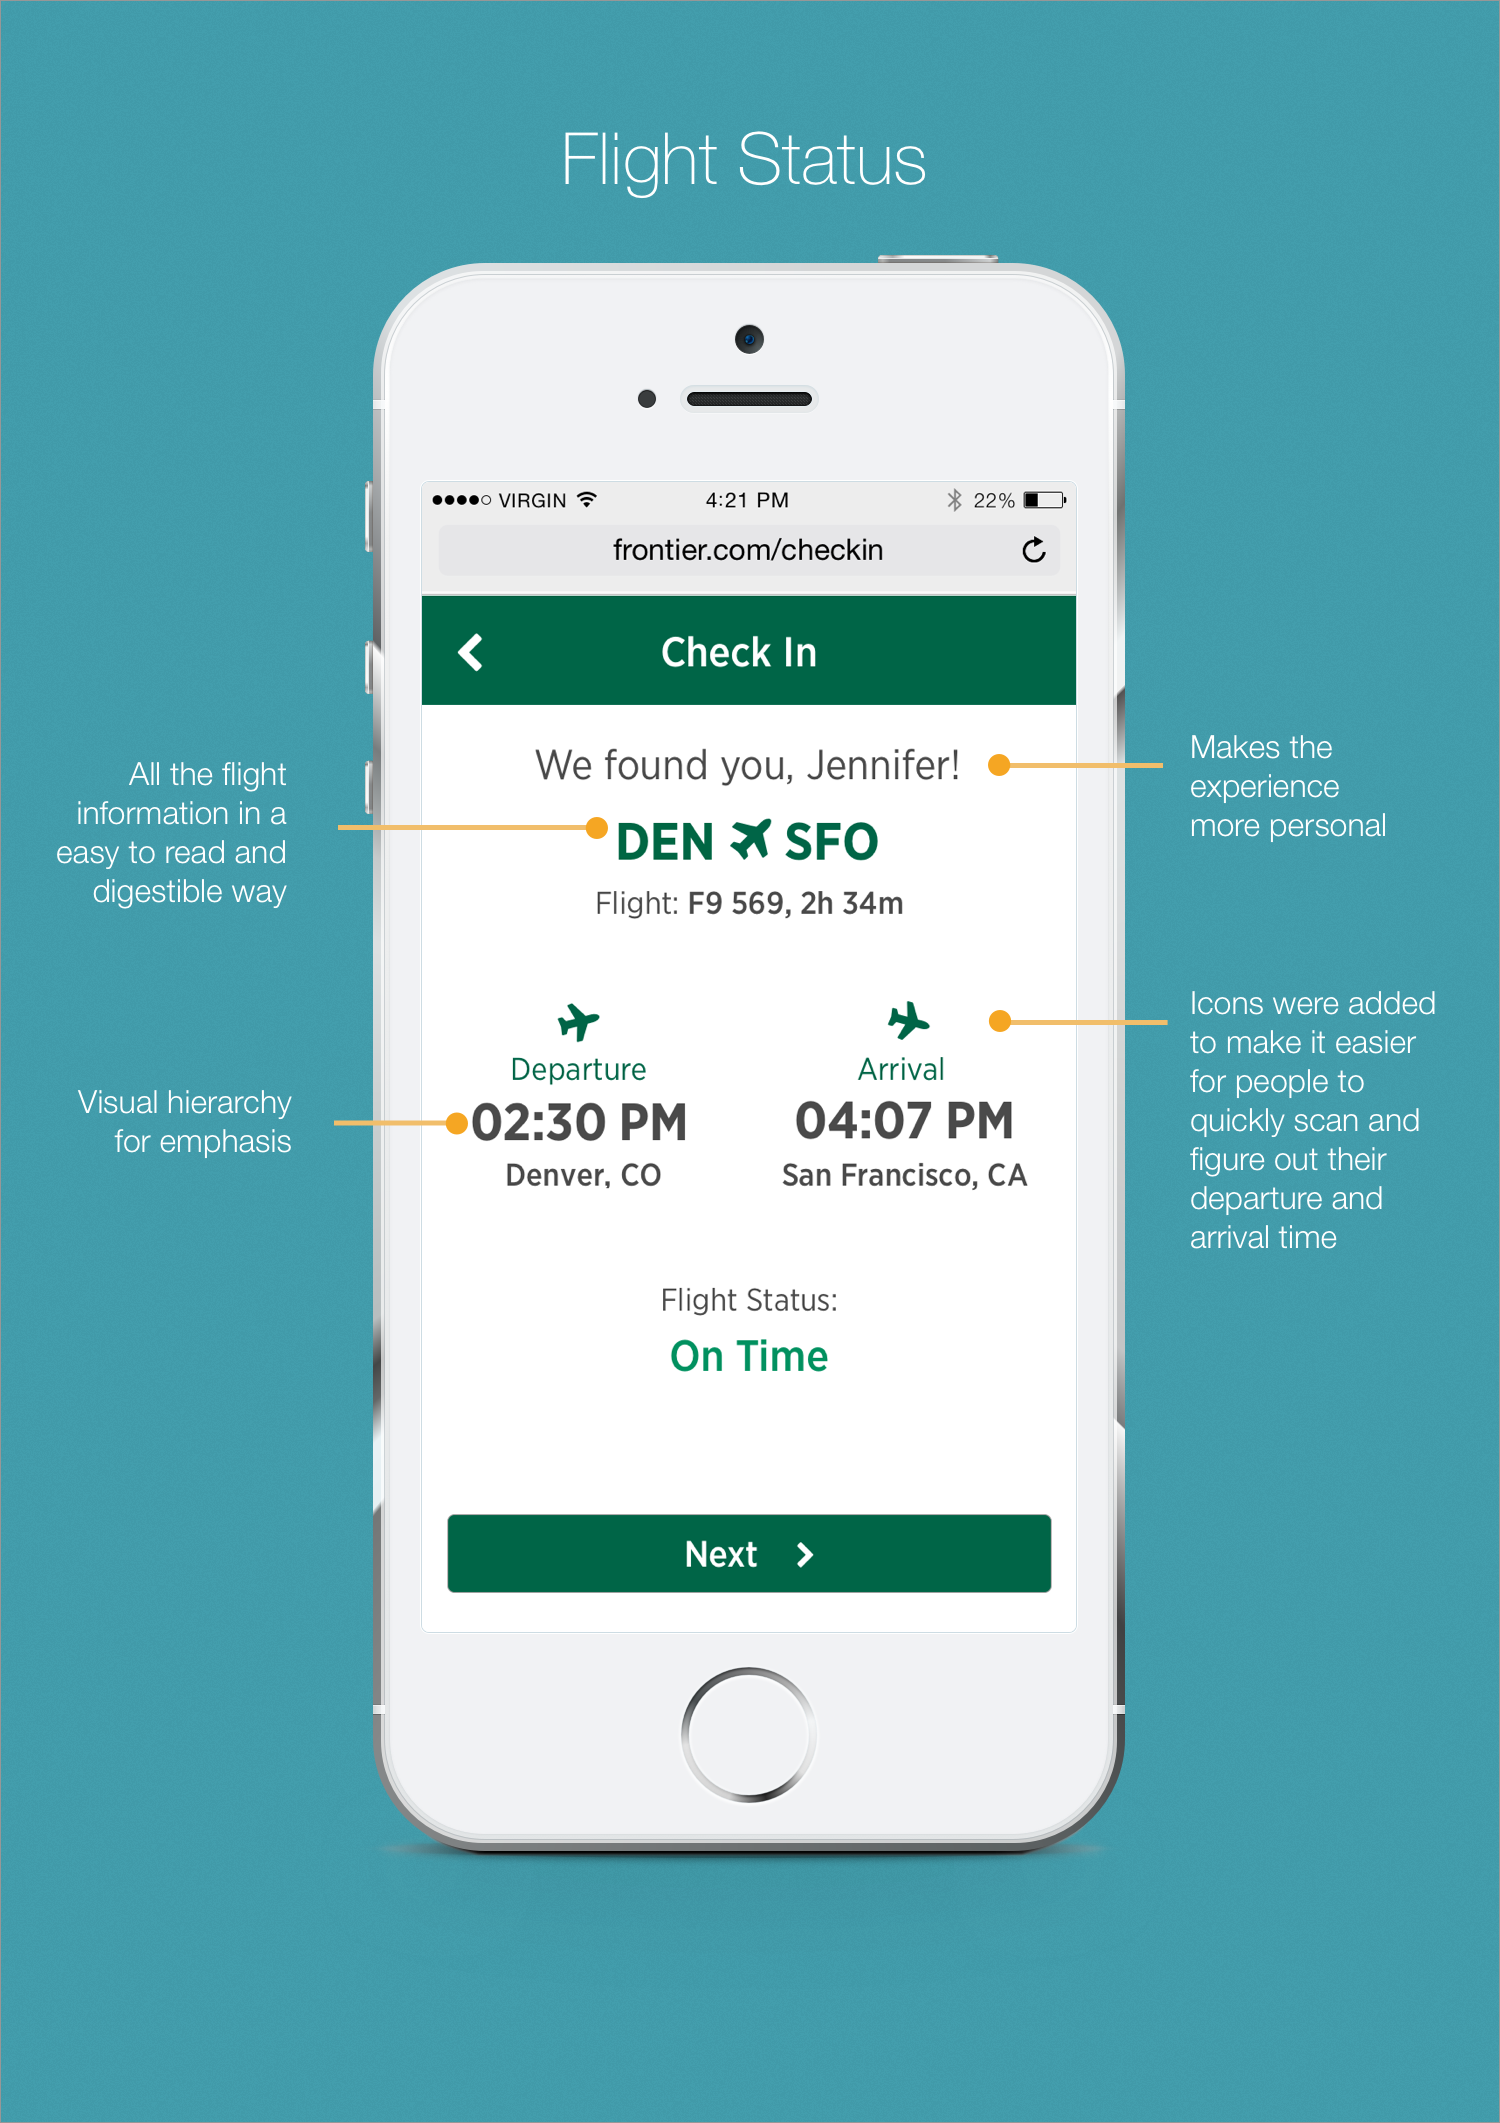 Flight Status
VIRGIN
4:21 PM
22%
frontier.com/checkin
Check In
We found you, Jennifer!
DEN SFO
Flight: F9 569, 2h 34m
Departure
02:30 PM
Denver, CO
Arrival
04:07 PM
San Francisco, CA
Flight Status:
On Time
Next
All the flight
information in a
easy to read and
digestible way
Visual hierarchy
for emphasis
Makes the
experience
more personal
Icons were added
to make it easier
for people to
quickly scan and
figure out their
departure and
arrival time